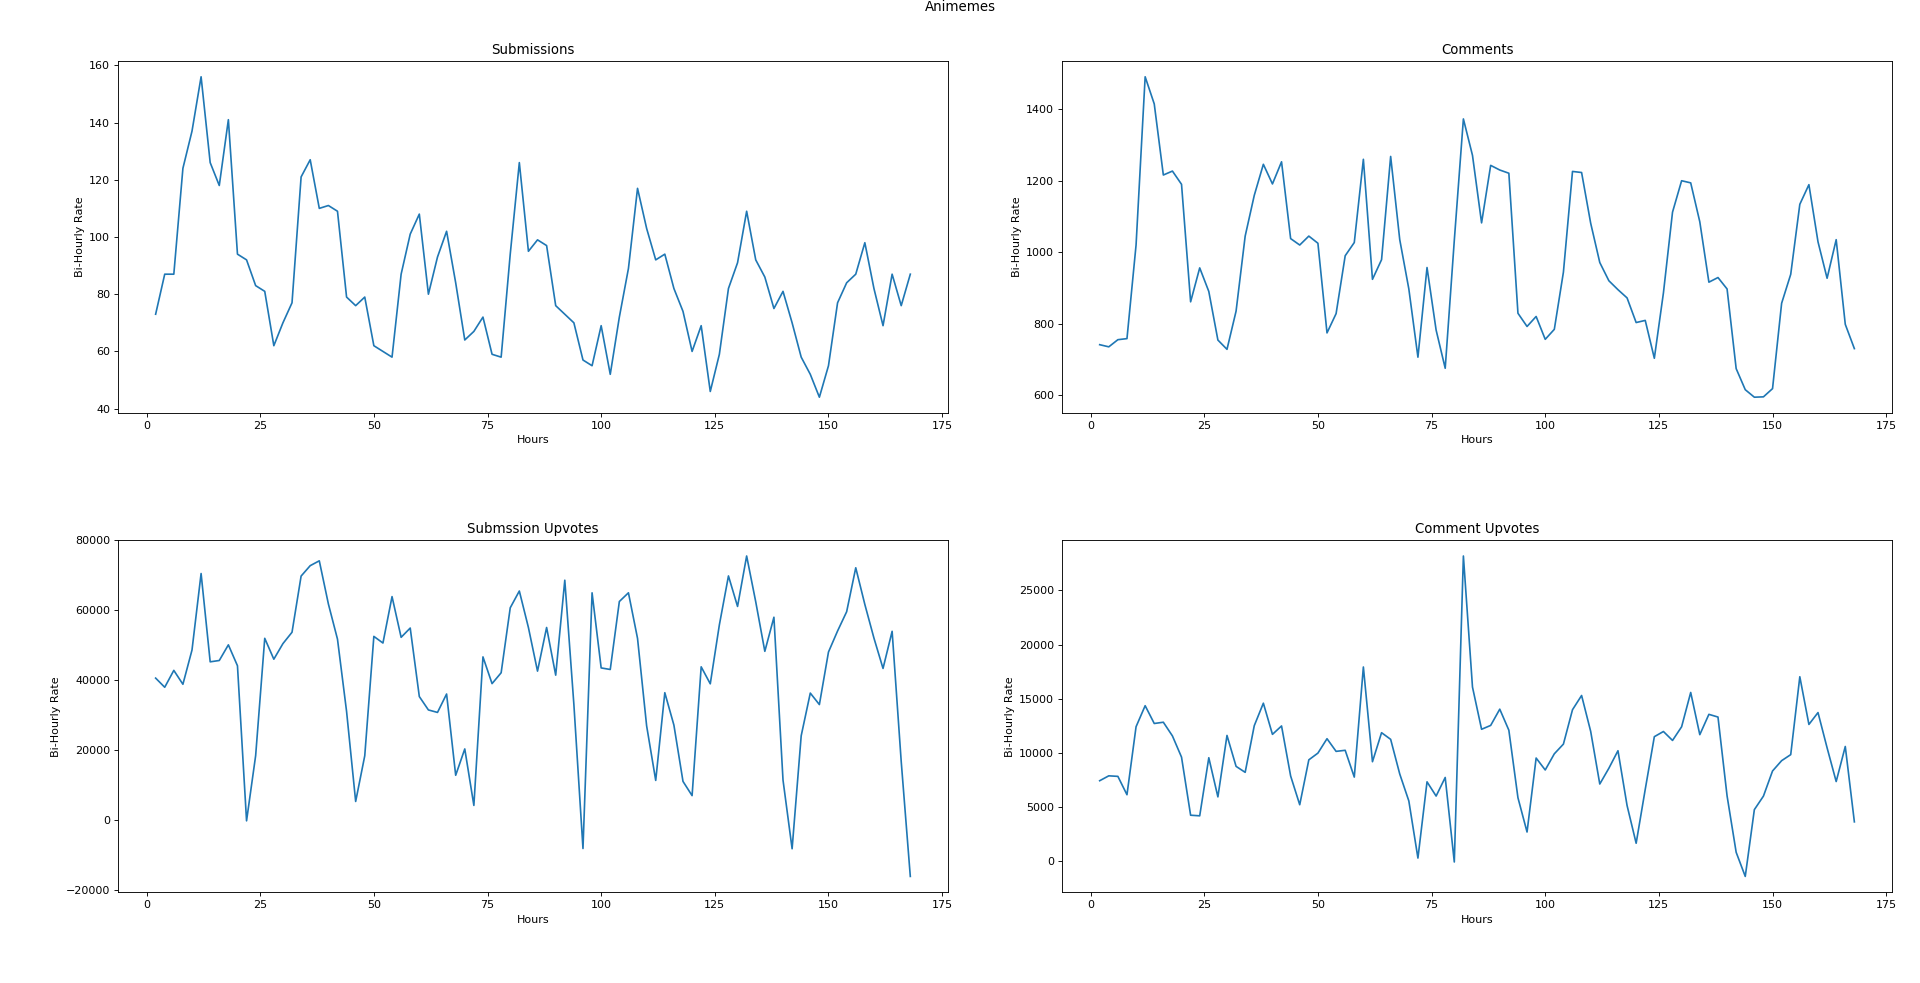 Animemes
Submissions
160
140
120
100
80
60
40
Bi-Hourly Rate
0 25 50 75 100 125 150 175
Hours
Comments
1400
1200
1000
800
600
Bi-Hourly Rate
0 25 50 75 100 125 150 175
Hours
Submssion Upvotes
80000
60000
40000
20000
0
−20000
Bi-Hourly Rate
0 25 50 75 100 125 150 175
Hours
Comment Upvotes
25000
20000
15000
10000
5000
0
Bi-Hourly Rate
0 25 50 75 100 125 150 175
Hours